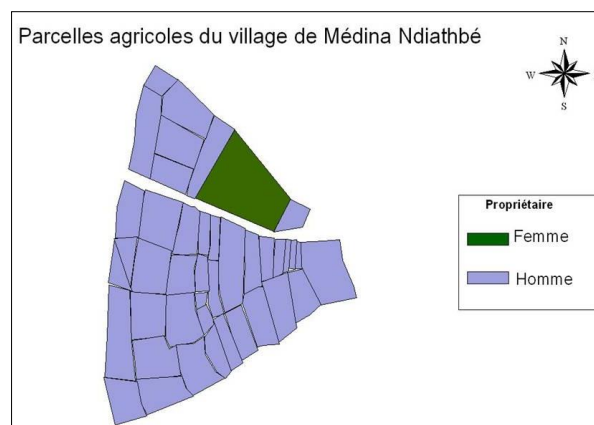 Parcelles agricoles du village de Médina Ndiathbé
N
W
S
Propriétaire
Femme
Homme